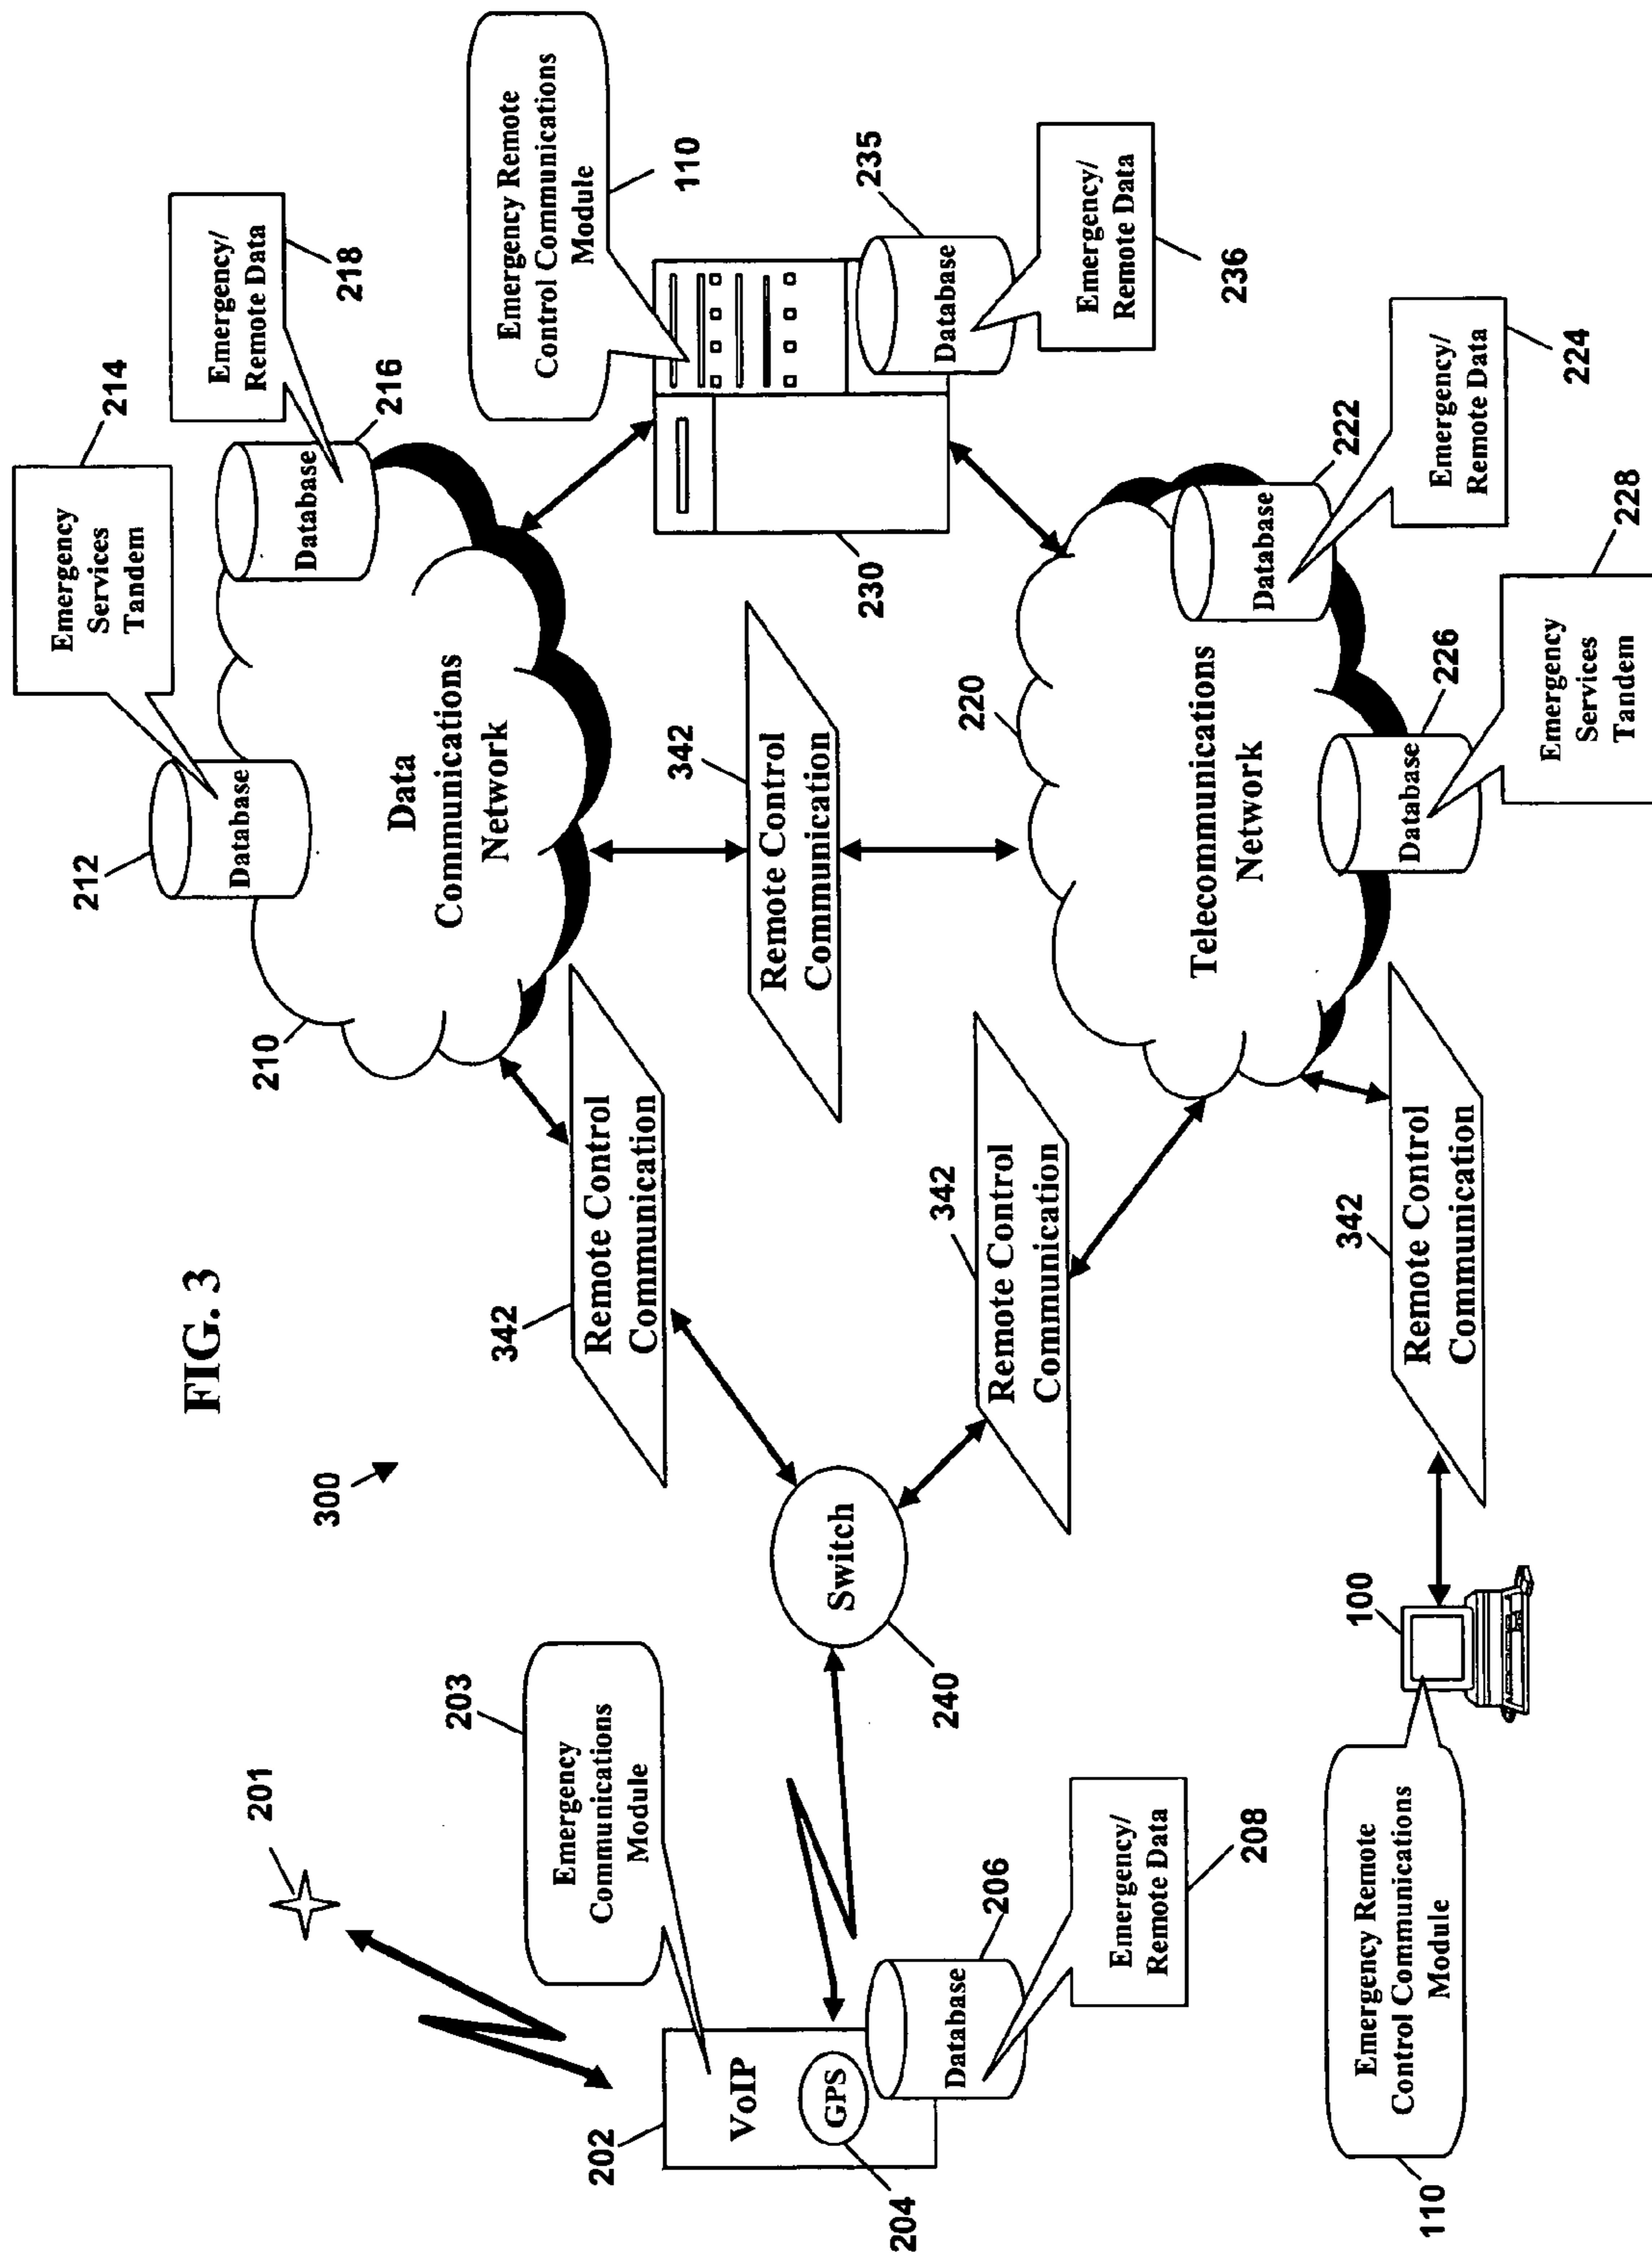 FIG. 3
300
201
203
Emergency
Communications
Module
202
VoIP
GPS
204
Database
206
Emergency/
Remote Data
208
Switch
240
342
Remote Control
Communication
342
Remote Control
Communication
342
Remote Control
Communication
342
Remote Control
Communication
100
Emergency Remote
Control Communications
Module
110
210
Data
Communications
Network
212
Database
Emergency
Services
Tandem
214
Database
216
Emergency/
Remote Data
218
Emergency Remote
Control Communications
Module
110
230
Database
235
Emergency/
Remote Data
236
220
Telecommunications
Network
Database
222
Emergency/
Remote Data
224
Database
226
Emergency
Services
Tandem
228